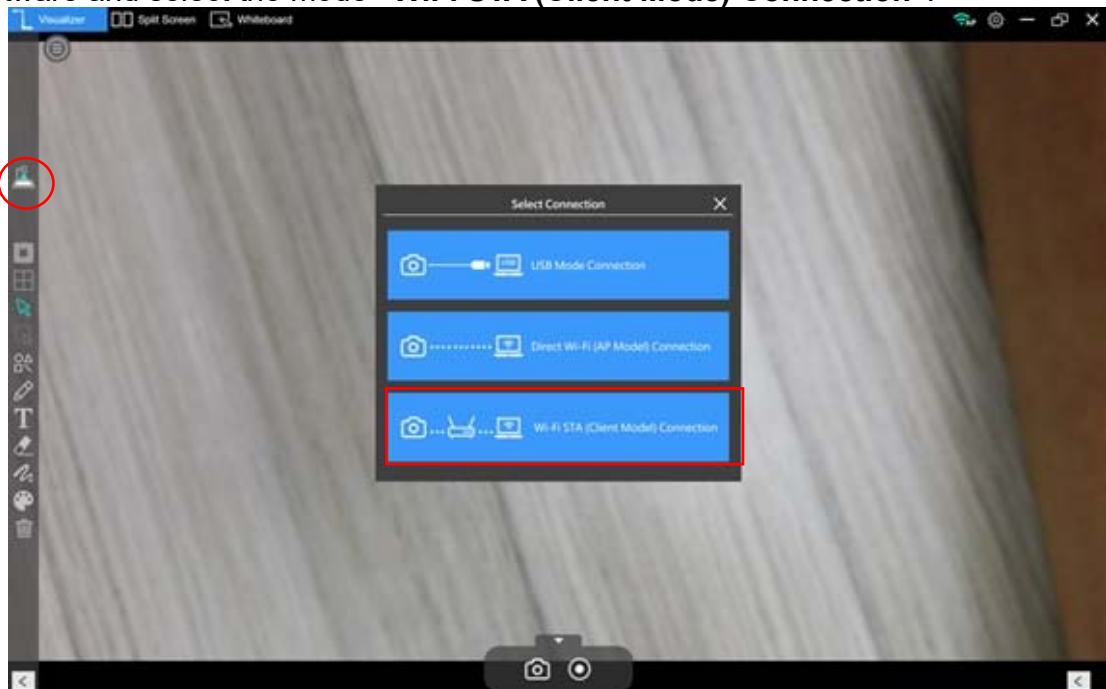 Visualizer Split Screen Whiteboard
Select Connection
USB Mode Connection
Direct Wi-Fi (AP Model) Connection
Wi-Fi STA (Client Model) Connection
T